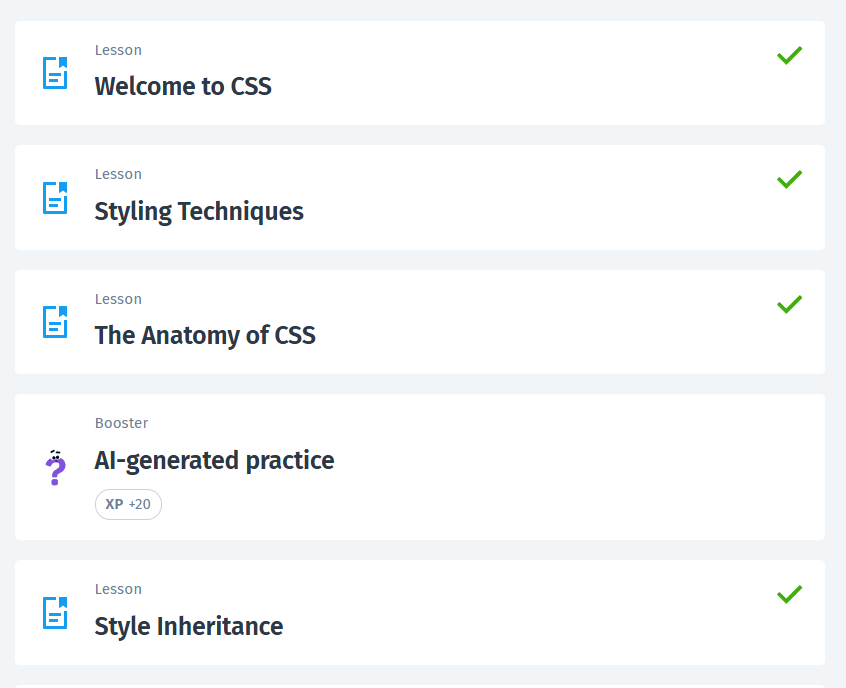 Lesson
Welcome to CSS
Lesson
Styling Techniques
Lesson
The Anatomy of CSS
Booster
AI-generated practice
XP +20
Lesson
Style Inheritance